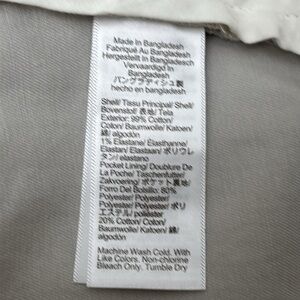 Made In Bangladesh
Fabriqué Au Bangladesh
Hergestellt In Bangladesch
Vervaardigd In
Bangladesh
バングラディシュ製
hecho en bangladesh
Shell/ Tissu Principal/ Shell/
Bovenstof/ 表地/ Tela
Exterior: 99% Cotton/
Coton/ Baumwolle/ Katoen/
綿/ algodón
1% Elastane/ Élasthanne/
Elastan/ Elastaan/ ポリウレ
タン/ elastano
Pocket Lining/ Doublure De
La Poche/ Taschenfutter/
Zakvoering/ ポケット裏地/
Forro Del Bolsillo: 80%
Polyester/ Polyester/
Polyester/ Polyester/ ポリ
エステル/ poliéster
20% Cotton/ Coton/
Baumwolle/ Katoen/ 綿/
algodón
Machine Wash Cold. With
Like Colors. Non-chlorine
Bleach Only. Tumble Dry